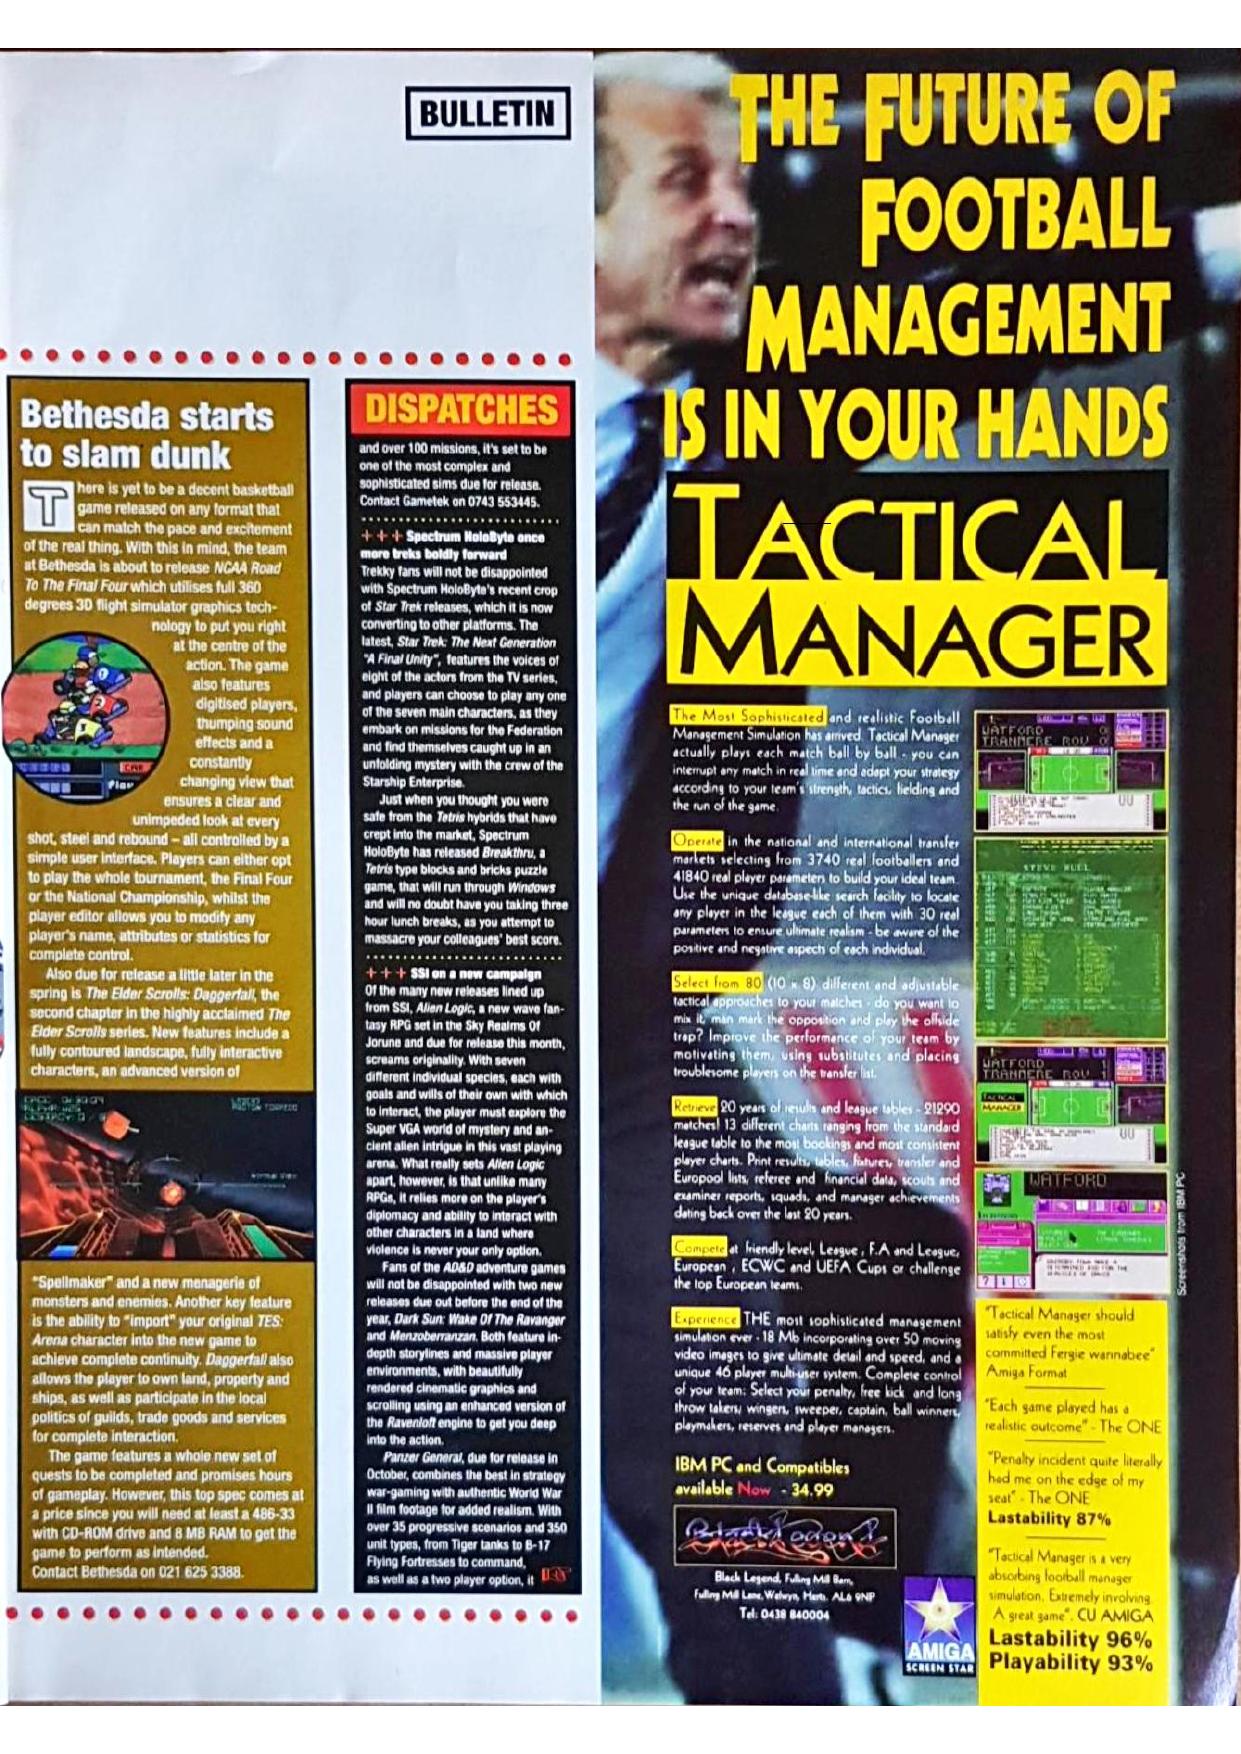 BULLETIN
Bethesda starts
to slam dunk
There is yet to be a decent basketball
game released on any format that
can match the pace and excitement
of the real thing. With this in mind, the team
at Bethesda is about to release NCAA Road
To The Final Four which utilises full 360
degrees 3D flight simulator graphics tech-
nology to put you right
at the centre of the
action. The game
also features
digitised players,
thumping sound
effects and a
constantly
changing view that
ensures a clear and
unimpeded look at every
shot, steel and rebound – all controlled by a
simple user interface. Players can either opt
to play the whole tournament, the Final Four
or the National Championship, whilst the
player editor allows you to modify any
player's name, attributes or statistics for
complete control.
Also due for release a little later in the
spring is The Elder Scrolls: Daggerfall, the
second chapter in the highly acclaimed The
Elder Scrolls series. New features include a
fully contoured landscape, fully interactive
characters, an advanced version of
"Spellmaker" and a new menagerie of
monsters and enemies. Another key feature
is the ability to "import" your original TES:
Arena character into the new game to
achieve complete continuity. Daggerfall also
allows the player to own land, property and
ships, as well as participate in the local
politics of guilds, trade goods and services
for complete interaction.
The game features a whole new set of
quests to be completed and promises hours
of gameplay. However, this top spec comes at
a price since you will need at least a 486-33
with CD-ROM drive and 8 MB RAM to get the
game to perform as intended.
Contact Bethesda on 021 625 3388.
DISPATCHES
and over 100 missions, it's set to be
one of the most complex and
sophisticated sims due for release.
Contact Gametek on 0743 553445.
+ + + Spectrum HoloByte once
more treks boldly forward
Trekky fans will not be disappointed
with Spectrum HoloByte's recent crop
of Star Trek releases, which it is now
converting to other platforms. The
latest, Star Trek: The Next Generation
"A Final Unity", features the voices of
eight of the actors from the TV series,
and players can choose to play any one
of the seven main characters, as they
embark on missions for the Federation
and find themselves caught up in an
unfolding mystery with the crew of the
Starship Enterprise.
Just when you thought you were
safe from the Tetris hybrids that have
crept into the market, Spectrum
HoloByte has released Breakthru, a
Tetris type blocks and bricks puzzle
game, that will run through Windows
and will no doubt have you taking three
hour lunch breaks, as you attempt to
massacre your colleagues' best score.
+ + + SSI on a new campaign
Of the many new releases lined up
from SSI, Alien Logic, a new wave fan-
tasy RPG set in the Sky Realms Of
Jorune and due for release this month,
screams originality. With seven
different individual species, each with
goals and wills of their own with which
to interact, the player must explore the
Super VGA world of mystery and an-
cient alien intrigue in this vast playing
arena. What really sets Alien Logic
apart, however, is that unlike many
RPGs, it relies more on the player's
diplomacy and ability to interact with
other characters in a land where
violence is never your only option.
Fans of the AD&D adventure games
will not be disappointed with two new
releases due out before the end of the
year, Dark Sun: Wake Of The Ravanger
and Menzoberranzan. Both feature in-
depth storylines and massive player
environments, with beautifully
rendered cinematic graphics and
scrolling using an enhanced version of
the Ravenloft engine to get you deep
into the action.
Panzer General, due for release in
October, combines the best in strategy
war-gaming with authentic World War
II film footage for added realism. With
over 35 progressive scenarios and 350
unit types, from Tiger tanks to B-17
Flying Fortresses to command,
as well as a two player option, it
THE FUTURE OF
FOOTBALL
MANAGEMENT
IS IN YOUR HANDS
TACTICAL
MANAGER
The Most Sophisticated and realistic Football
Management Simulation has arrived. Tactical Manager
actually plays each match ball by ball - you can
interrupt any match in real time and adapt your strategy
according to your team's strength, tactics, fielding and
the run of the game.
Operate in the national and international transfer
markets selecting from 3740 real footballers and
41840 real player parameters to build your ideal team.
Use the unique database-like search facility to locate
any player in the league each of them with 30 real
parameters to ensure ultimate realism - be aware of the
positive and negative aspects of each individual.
Select from 80 (10 x 8) different and adjustable
tactical approaches to your matches - do you want to
mix it, man mark the opposition and play the offside
trap? Improve the performance of your team by
motivating them, using substitutes and placing
troublesome players on the transfer list.
Retrieve 20 years of results and league tables - 21290
matches! 13 different charts ranging from the standard
league table to the most bookings and most consistent
player charts. Print results, tables, fixtures, transfer and
Europool lists, referee and financial data, scouts and
examiner reports, squads, and manager achievements
dating back over the last 20 years.
Compete at friendly level, League, F.A and League,
European, ECWC and UEFA Cups or challenge
the top European teams.
Experience THE most sophisticated management
simulation ever - 18 Mb incorporating over 50 moving
video images to give ultimate detail and speed, and a
unique 46 player multi-user system. Complete control
of your team: Select your penalty, free kick and long
throw takers, wingers, sweeper, captain, ball winners,
playmakers, reserves and player managers.
IBM PC and Compatibles
available Now - 34.99
Black Legend
Black Legend, Fulling Mill Barn,
Fulling Mill Lane, Welwyn, Herts. AL6 9NP
Tel: 0438 840004
AMIGA
SCREEN STAR
WATFORD 0
TRANMERE ROV 0
STEVE BULL
WATFORD 1
TRANMERE ROV 1
TACTICAL
MANAGER
WATFORD
Screenshots from IBM PC
"Tactical Manager should
satisfy even the most
committed Fergie wannabee"
Amiga Format
"Each game played has a
realistic outcome" - The ONE
"Penalty incident quite literally
had me on the edge of my
seat" - The ONE
Lastability 87%
"Tactical Manager is a very
absorbing football manager
simulation. Extremely involving.
A great game". CU AMIGA
Lastability 96%
Playability 93%